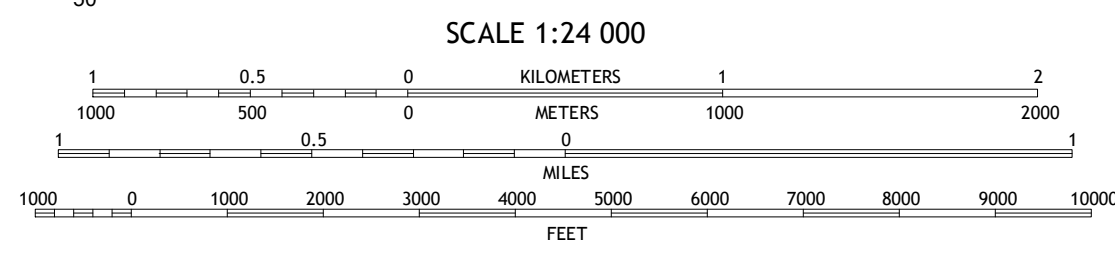 SCALE 1:24 000
1 0.5 0 KILOMETERS 1 2
1000 500 0 METERS 1000 2000
1 0.5 0 1
MILES
1000 0 1000 2000 3000 4000 5000 6000 7000 8000 9000 10000
FEET